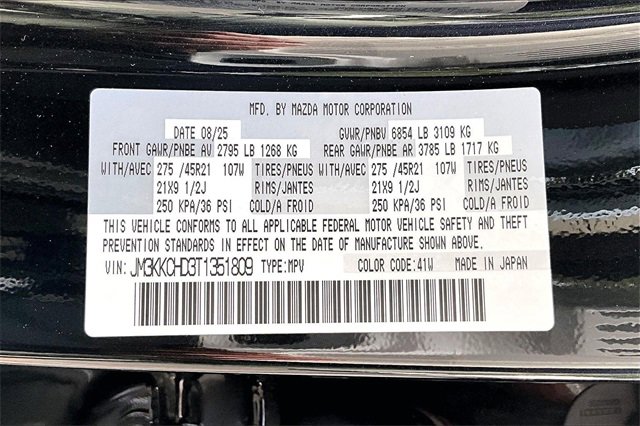 MFD. BY MAZDA MOTOR CORPORATION
DATE 08/25 GVWR/PNBV 6854 LB 3109 KG
FRONT GAWR/PNBE AV 2795 LB 1268 KG REAR GAWR/PNBE AR 3785 LB 1717 KG
WITH/AVEC 275 /45R21 107W TIRES/PNEUS WITH/AVEC 275 /45R21 107W TIRES/PNEUS
21X9 1/2J RIMS/JANTES 21X9 1/2J RIMS/JANTES
250 KPA/36 PSI COLD/A FROID 250 KPA/36 PSI COLD/A FROID
THIS VEHICLE CONFORMS TO ALL APPLICABLE FEDERAL MOTOR VEHICLE SAFETY AND THEFT
PREVENTION STANDARDS IN EFFECT ON THE DATE OF MANUFACTURE SHOWN ABOVE.
VIN: JM3KKCHD3T1351809 TYPE:MPV COLOR CODE:41W MADE IN JAPAN